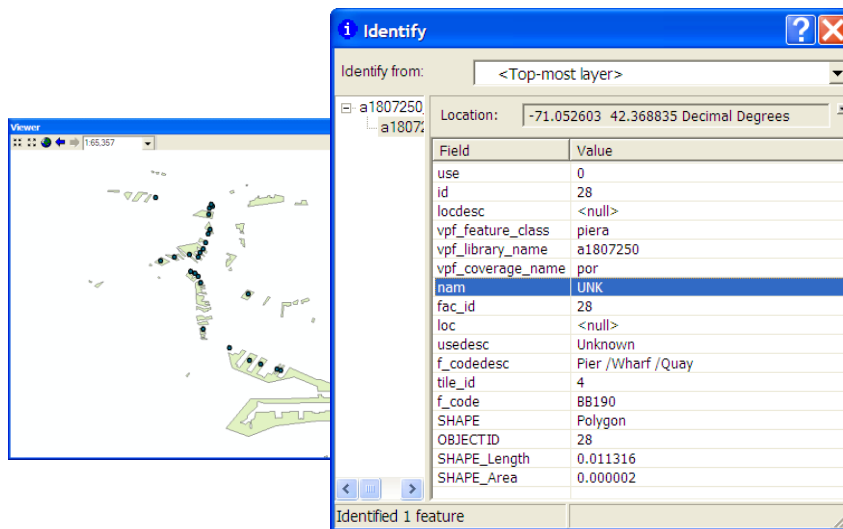 Identify
Identify from: <Top-most layer>
a1807250
a1807
Location: -71.052603 42.368835 Decimal Degrees
Field Value
use 0
id 28
locdesc <null>
vpf_feature_class piera
vpf_library_name a1807250
vpf_coverage_name por
nam UNK
fac_id 28
loc <null>
usedesc Unknown
f_codedesc Pier /Wharf /Quay
tile_id 4
f_code BB190
SHAPE Polygon
OBJECTID 28
SHAPE_Length 0.011316
SHAPE_Area 0.000002
Identified 1 feature
Viewer
1:65,357